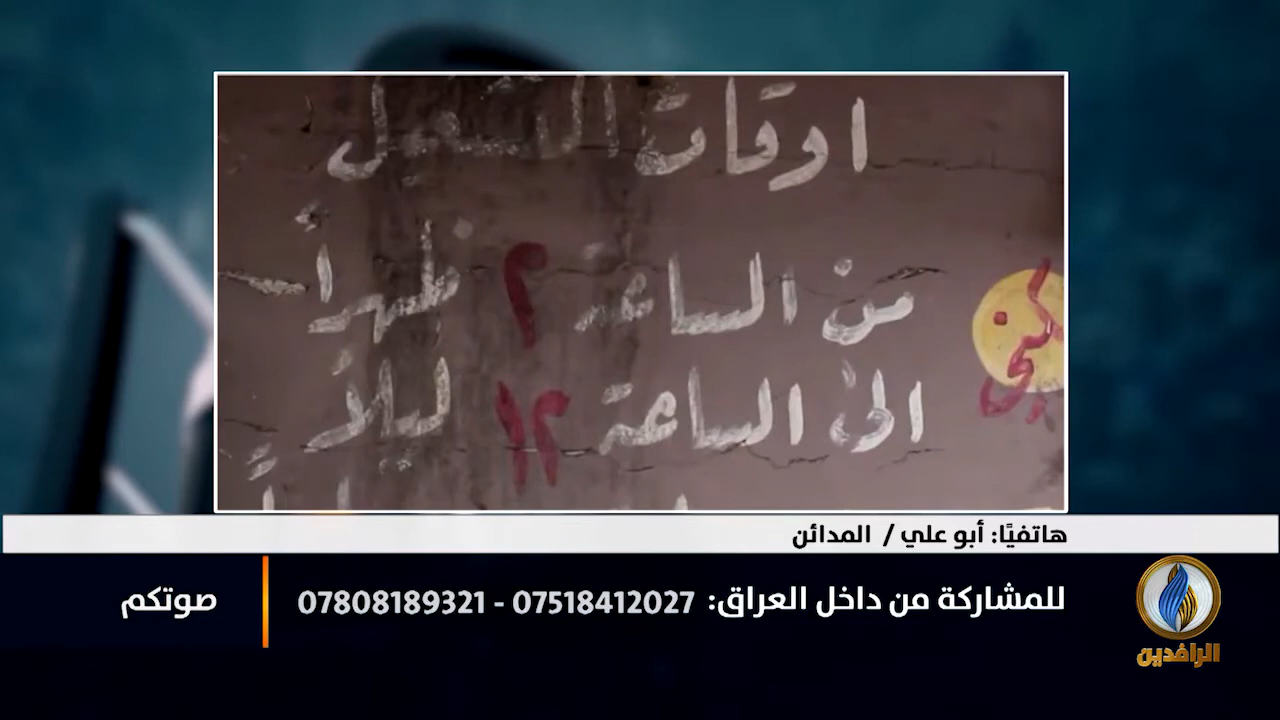 اوقات التشغيل
من الساعة ٢ ظهراً
الى الساعة ١٢ ليلاً
هاتفيًا: أبو علي / المدائن
للمشاركة من داخل العراق: 07518412027 - 07808189321
صوتكم
الرافدين